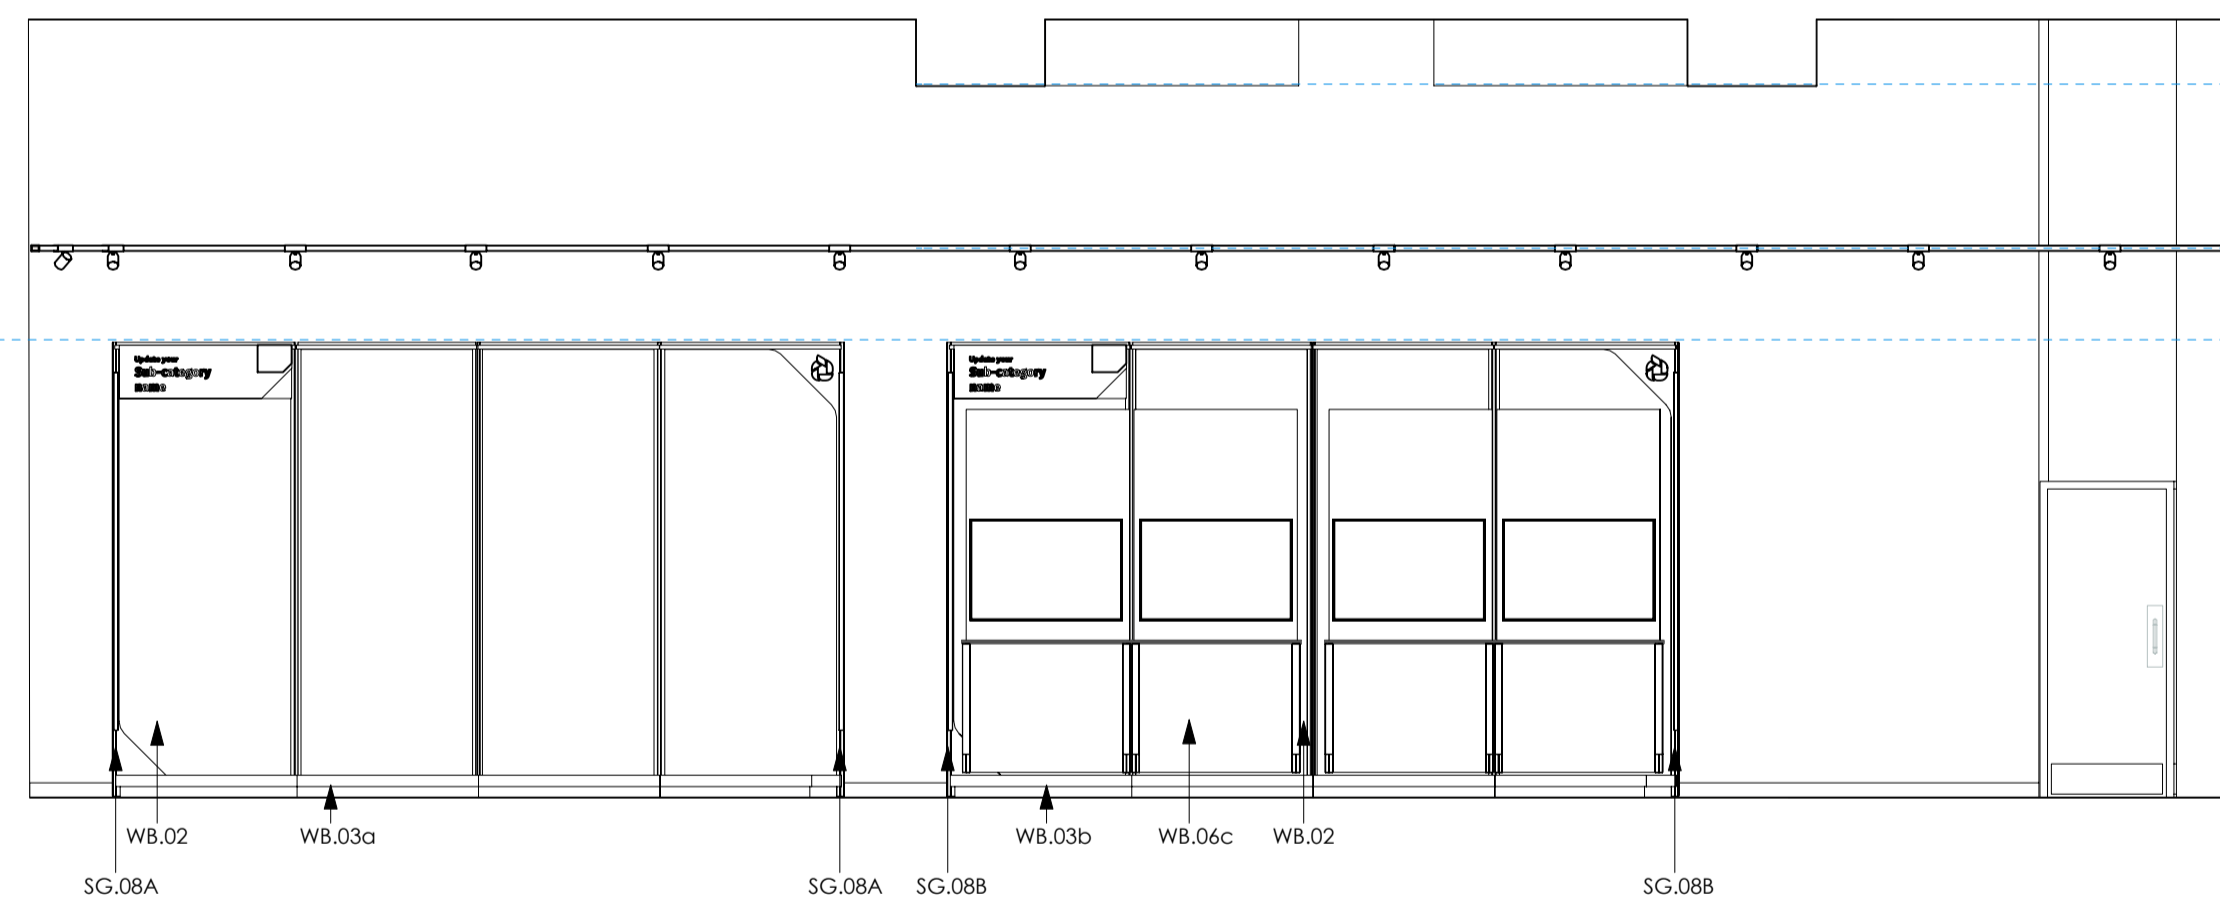 Update your
Sub-category
name
Update your
Sub-category
name
WB.02
WB.03a
WB.03b
WB.06c
WB.02
SG.08A
SG.08A
SG.08B
SG.08B